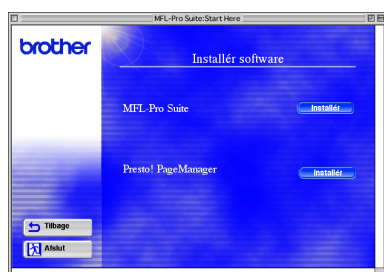 MFL-Pro Suite:Start Here
brother
Installér software
MFL-Pro Suite
Installér
Presto! PageManager
Installér
Tilbage
Afslut